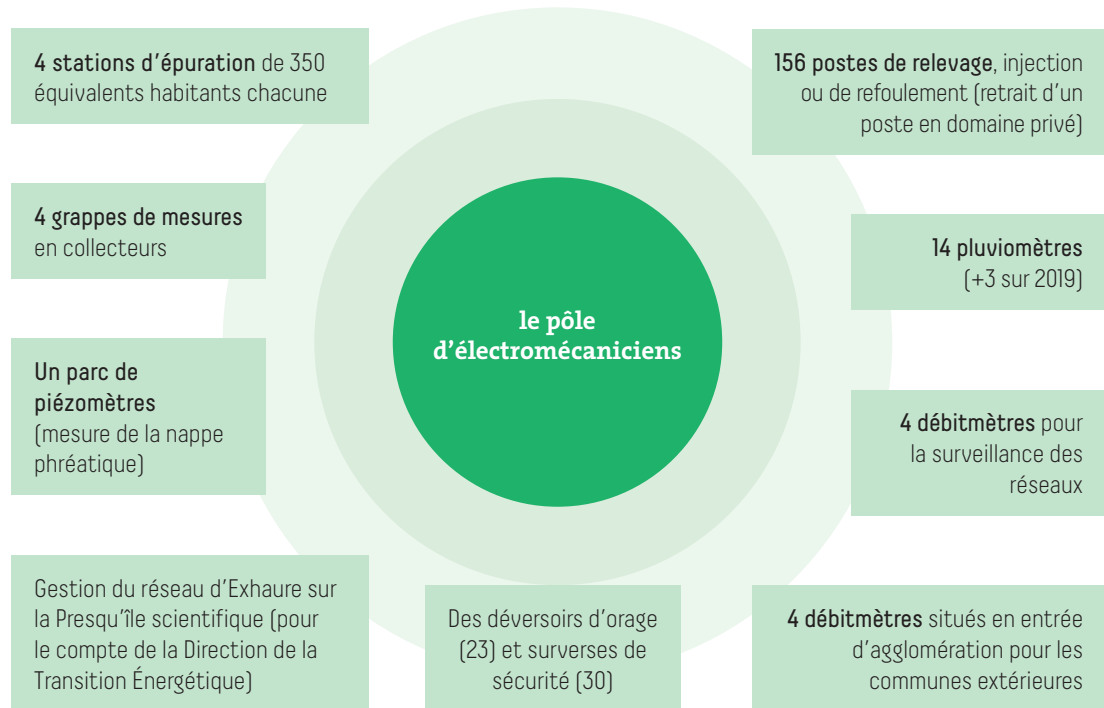 4 stations d'épuration de 350
équivalents habitants chacune
156 postes de relevage, injection
ou de refoulement (retrait d'un
poste en domaine privé)
4 grappes de mesures
en collecteurs
14 pluviomètres
(+3 sur 2019)
le pôle
d'électromécaniciens
Un parc de
piézomètres
(mesure de la nappe
phréatique)
4 débitmètres pour
la surveillance des
réseaux
Gestion du réseau d'Exhaure sur
la Presqu'île scientifique (pour
le compte de la Direction de la
Transition Énergétique)
Des déversoirs d'orage
(23) et surverses de
sécurité (30)
4 débitmètres situés en entrée
d'agglomération pour les
communes extérieures